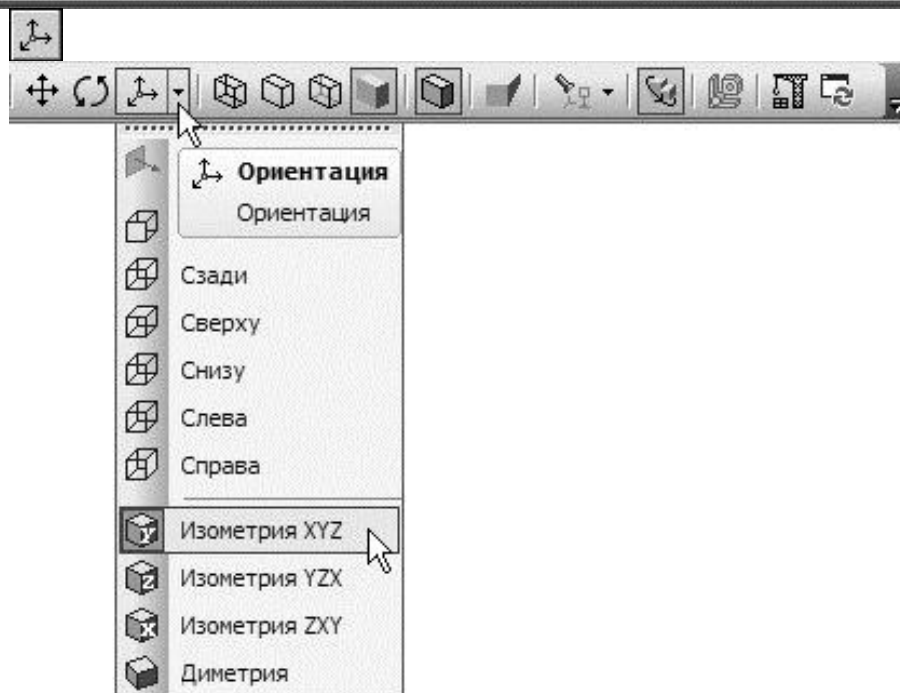 Ориентация
Ориентация
Сзади
Сверху
Снизу
Слева
Справа
Изометрия XYZ
Изометрия YZX
Изометрия ZXY
Диметрия